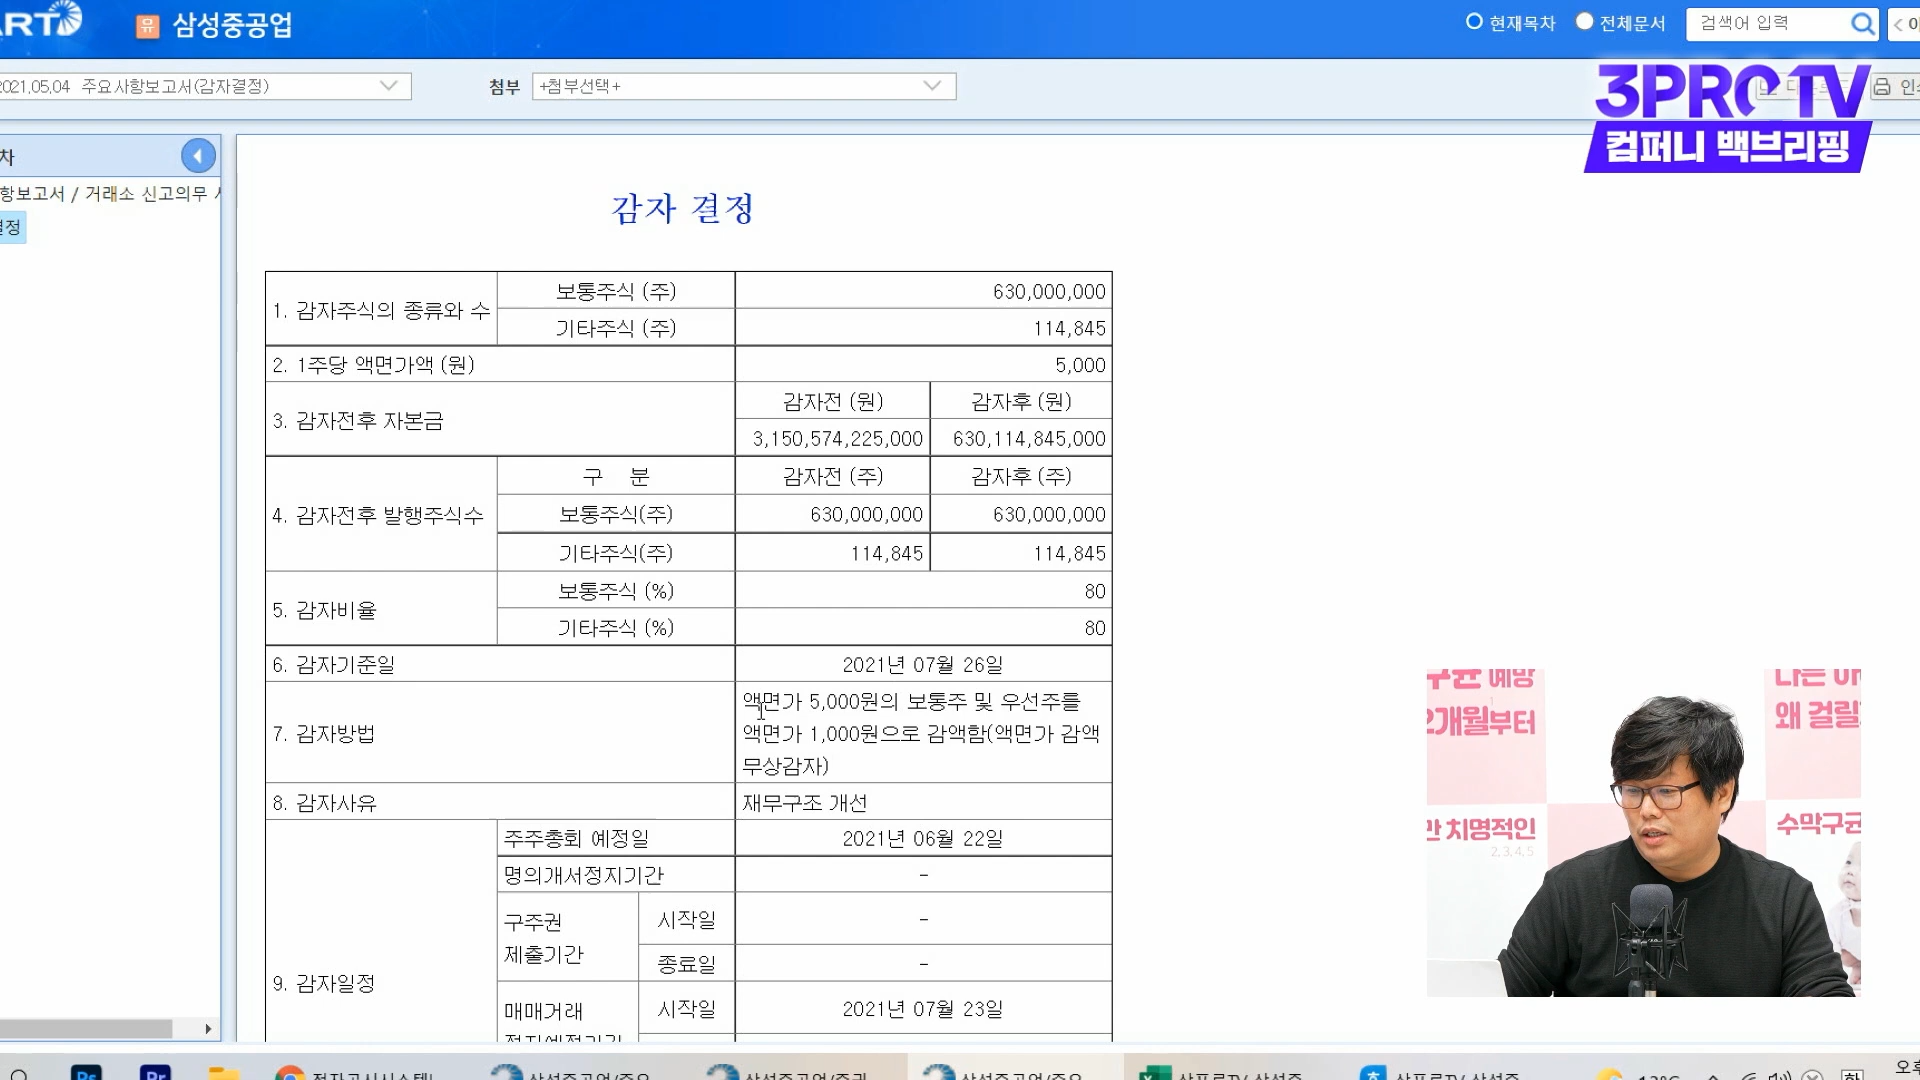 삼성중공업
현재목차 전체문서 검색어 입력
2021.05.04 주요사항보고서(감자결정)
첨부 +첨부선택+
3PROTV
컴퍼니 백브리핑
항보고서 / 거래소 신고의무
결정
감자 결정
1. 감자주식의 종류와 수 보통주식 (주) 630,000,000
기타주식 (주) 114,845
2. 1주당 액면가액 (원) 5,000
3. 감자전후 자본금 감자전 (원) 감자후 (원)
3,150,574,225,000 630,114,845,000
4. 감자전후 발행주식수 구 분 감자전 (주) 감자후 (주)
보통주식(주) 630,000,000 630,000,000
기타주식(주) 114,845 114,845
5. 감자비율 보통주식 (%) 80
기타주식 (%) 80
6. 감자기준일 2021년 07월 26일
7. 감자방법 액면가 5,000원의 보통주 및 우선주를
액면가 1,000원으로 감액함(액면가 감액
무상감자)
8. 감자사유 재무구조 개선
9. 감자일정 주주총회 예정일 2021년 06월 22일
명의개서정지기간 -
구주권
제출기간 시작일 -
종료일 -
매매거래 시작일 2021년 07월 23일
구균 예방
2개월부터
왜 걸릴
만 치명적인
2,3,4,5
수막구균
Ps Pr